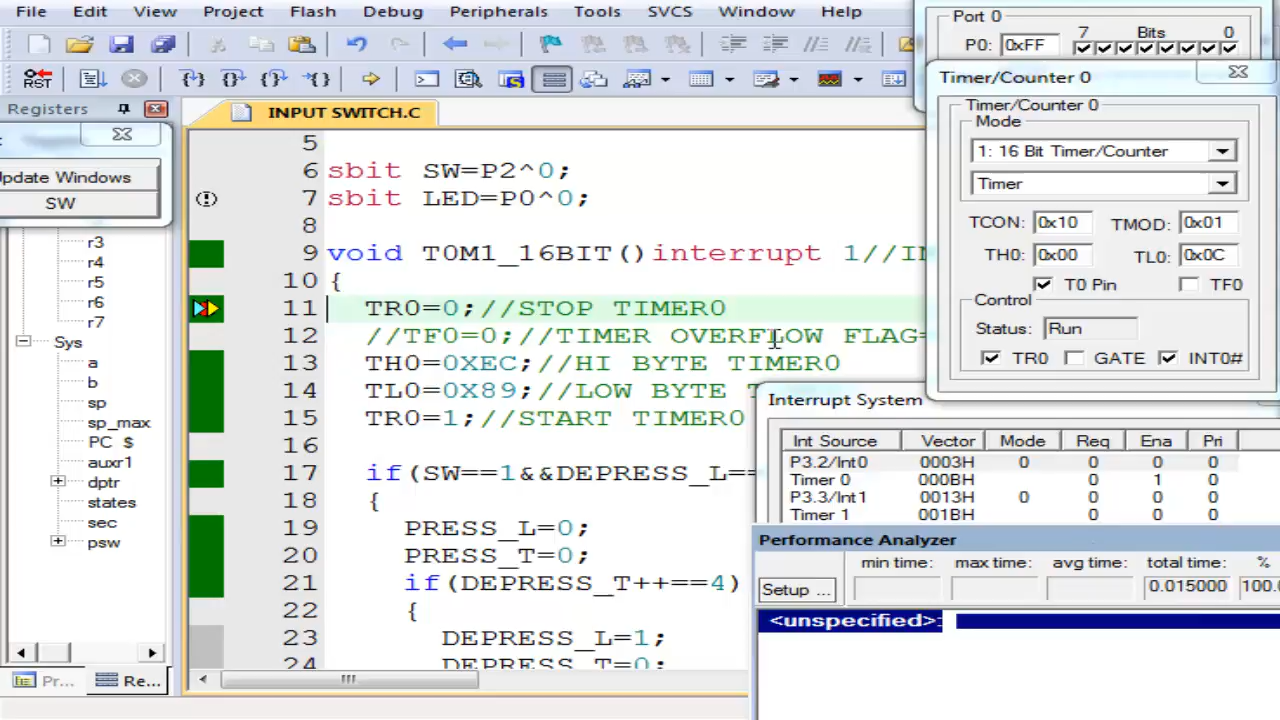 File Edit View Project Flash Debug Peripherals Tools SVCS Window Help
Port 0
P0: 0xFF 7 Bits 0
RST
Timer/Counter 0
Registers
INPUT SWITCH.C
Update Windows
SW
r3
r4
r5
r6
r7
Sys
a
b
sp
sp_max
PC $
auxr1
dptr
states
sec
psw
Pr...
Re...
5
6 sbit SW=P2^0;
7 sbit LED=P0^0;
8
9 void T0M1_16BIT()interrupt 1//
10 {
11 TR0=0;//STOP TIMER0
12 //TF0=0;//TIMER OVERFLOW FLAG=
13 TH0=0XEC;//HI BYTE TIMER0
14 TL0=0X89;//LOW BYTE
15 TR0=1;//START TIMER0
16
17 if(SW==1&&DEPRESS_L==
18 {
19 PRESS_L=0;
20 PRESS_T=0;
21 if(DEPRESS_T++==4)
22 {
23 DEPRESS_L=1;
24 DEPRESS_T=0;
Timer/Counter 0
Mode
1: 16 Bit Timer/Counter
Timer
TCON: 0x10 TMOD: 0x01
TH0: 0x00 TL0: 0x0C
T0 Pin TF0
Control
Status: Run
TR0 GATE INT0#
Interrupt System
Int Source Vector Mode Req Ena Pri
P3.2/Int0 0003H 0 0 0 0
Timer 0 000BH 0 1 0
P3.3/Int1 0013H 0 0 0 0
Timer 1 001BH 0 0 0
Performance Analyzer
min time: max time: avg time: total time: %
Setup ... 0.015000 100.
<unspecified>: